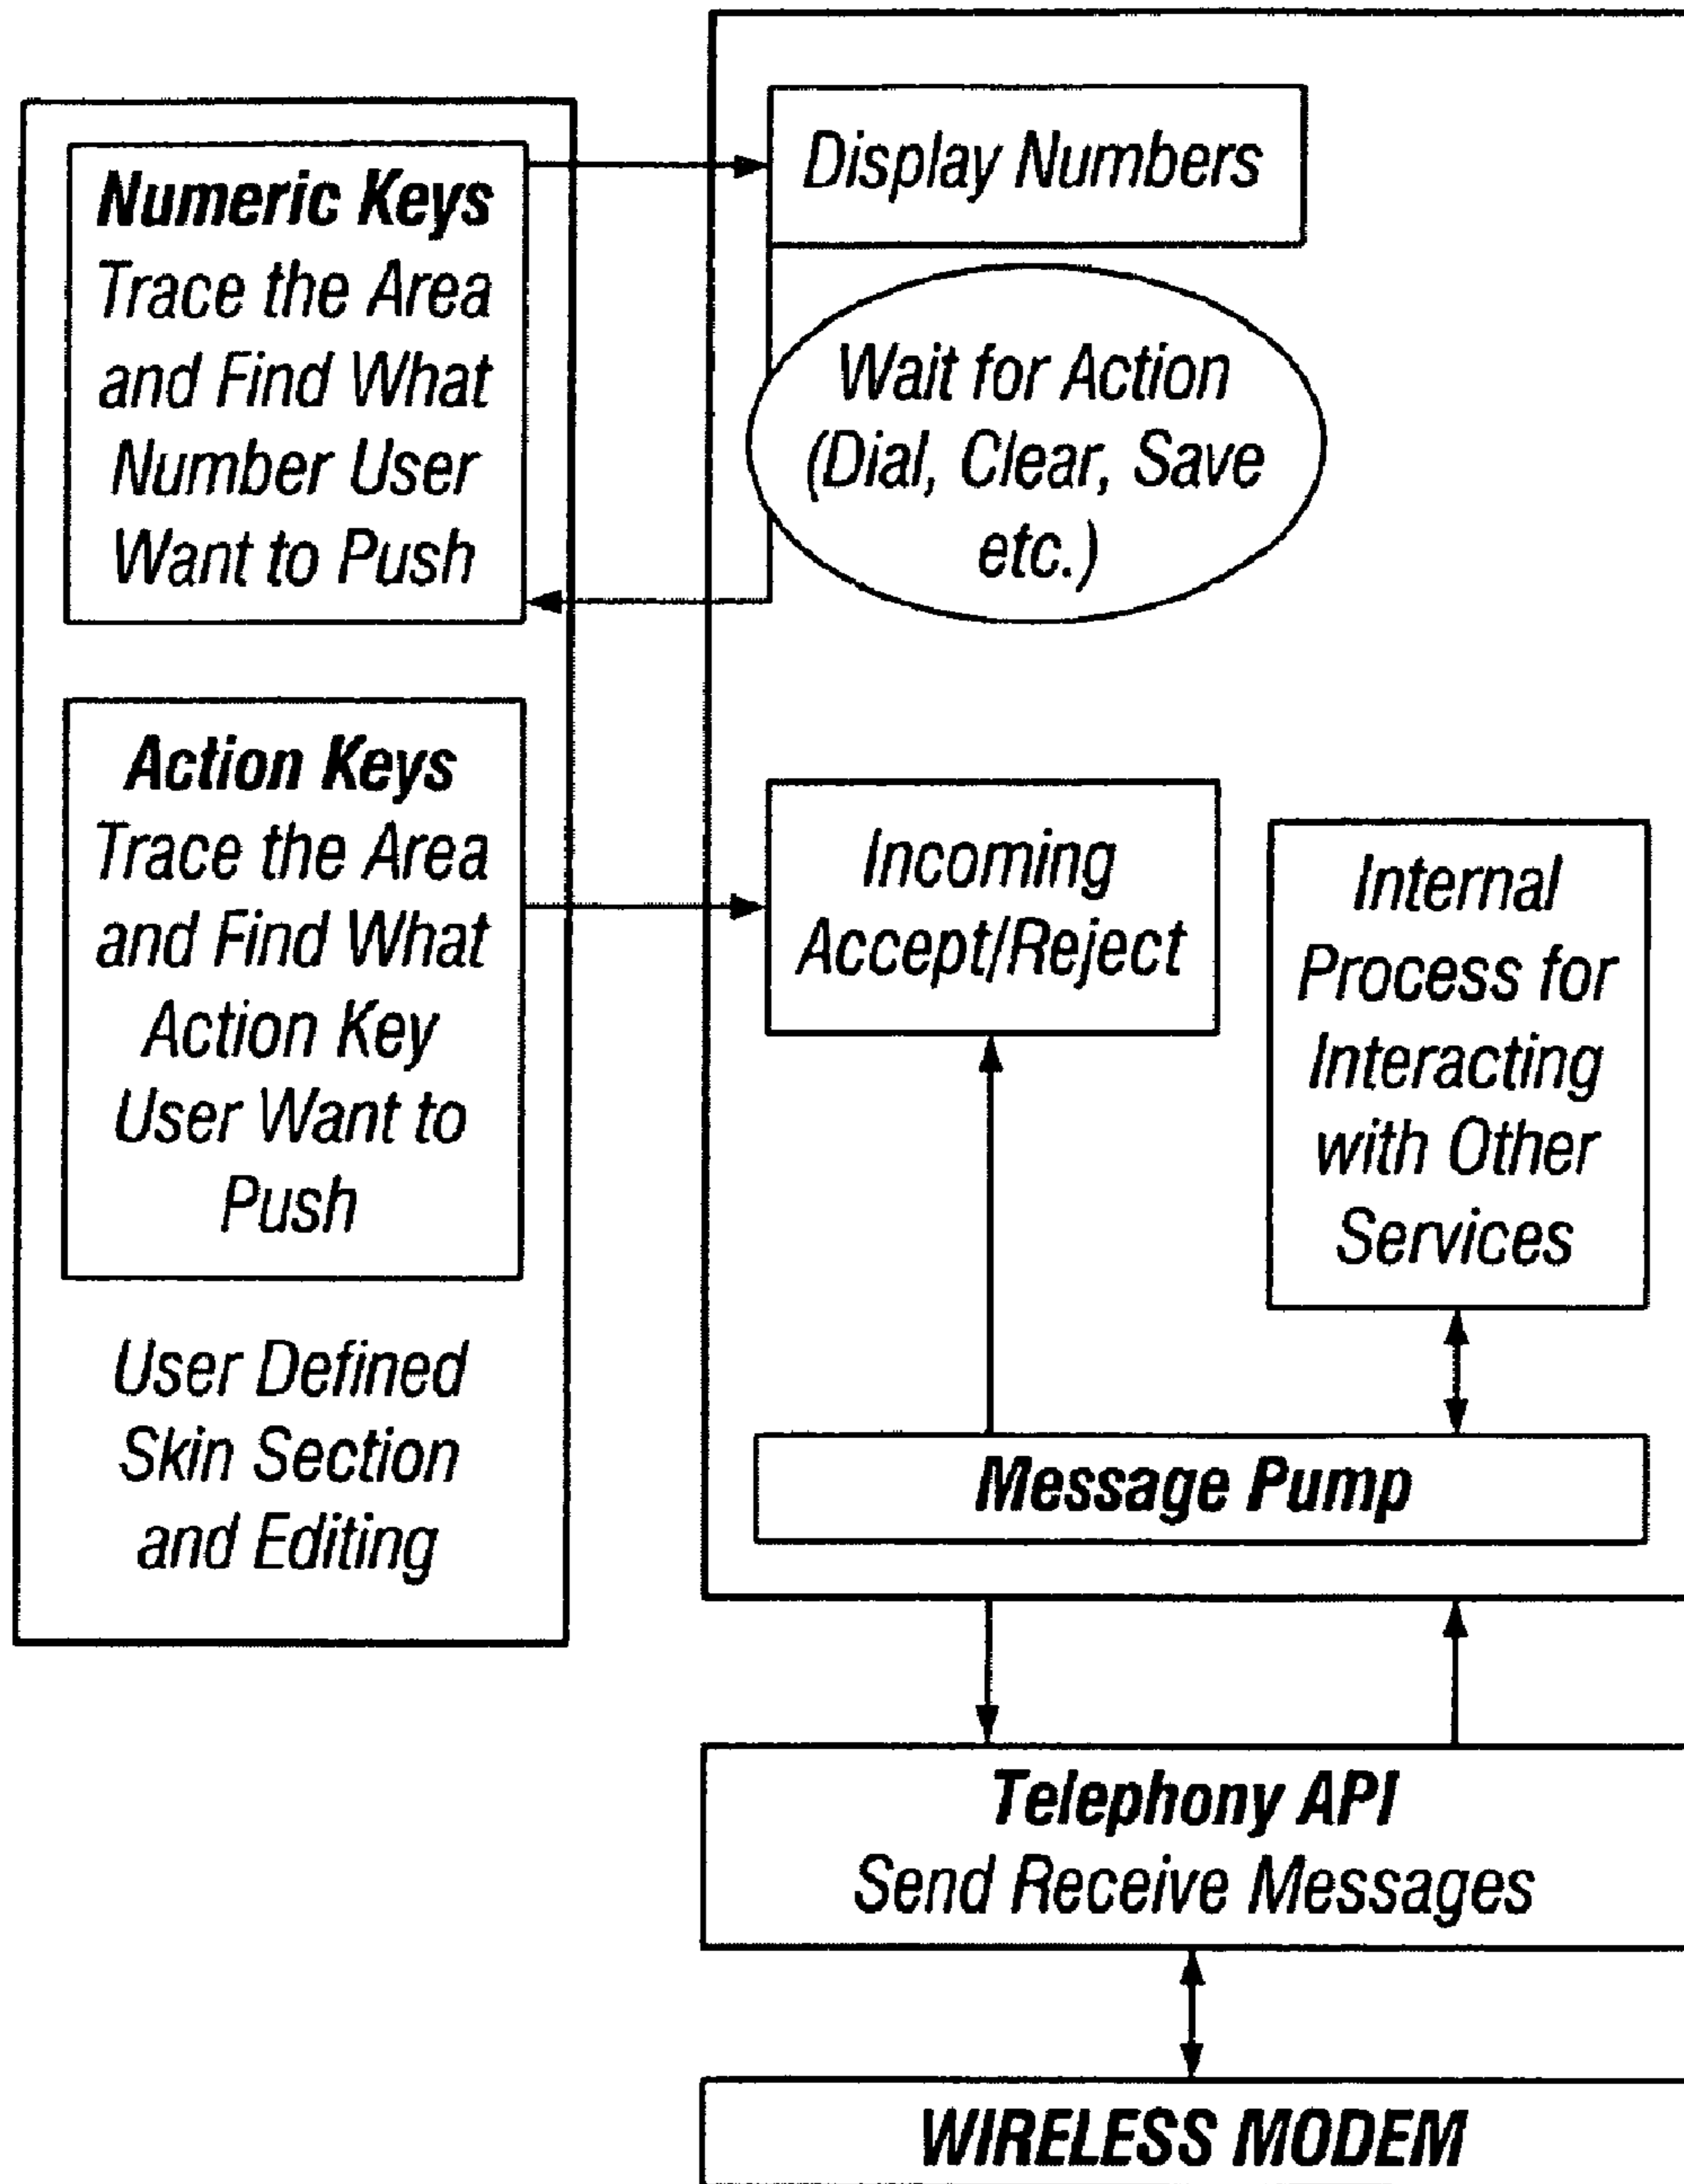 Numeric Keys
Trace the Area
and Find What
Number User
Want to Push
Action Keys
Trace the Area
and Find What
Action Key
User Want to
Push
User Defined
Skin Section
and Editing
Display Numbers
Wait for Action
(Dial, Clear, Save
etc.)
Incoming
Accept/Reject
Internal
Process for
Interacting
with Other
Services
Message Pump
Telephony API
Send Receive Messages
WIRELESS MODEM